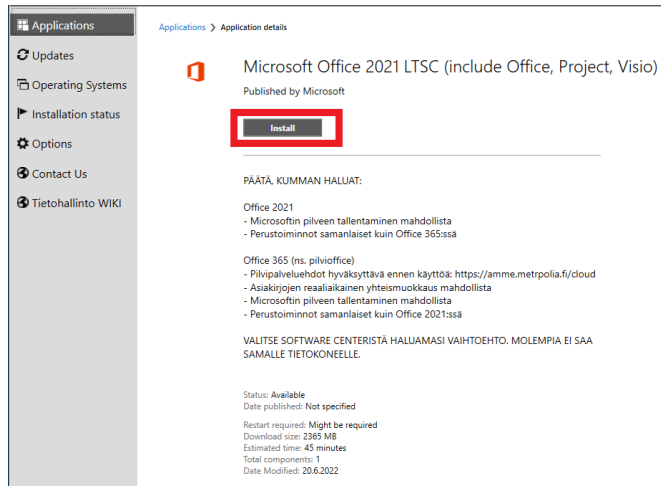 Applications
Updates
Operating Systems
Installation status
Options
Contact Us
Tietohallinto WIKI
Applications > Application details
Microsoft Office 2021 LTSC (include Office, Project, Visio)
Published by Microsoft
Install
PÄÄTÄ, KUMMAN HALUAT:
Office 2021
- Microsoftin pilveen tallentaminen mahdollista
- Perustoiminnot samanlaiset kuin Office 365:ssä
Office 365 (ns. pilvioffice)
- Pilvipalveluehdot hyväksyttävä ennen käyttöä: https://amme.metrpolia.fi/cloud
- Asiakirjojen reaaliaikainen yhteismuokkaus mahdollista
- Microsoftin pilveen tallentaminen mahdollista
- Perustoiminnot samanlaiset kuin Office 2021:ssä
VALITSE SOFTWARE CENTERISTÄ HALUAMASI VAIHTOEHTO. MOLEMPIA EI SAA
SAMALLE TIETOKONEELLE.
Status: Available
Date published: Not specified
Restart required: Might be required
Download size: 2365 MB
Estimated time: 45 minutes
Total components: 1
Date Modified: 20.6.2022